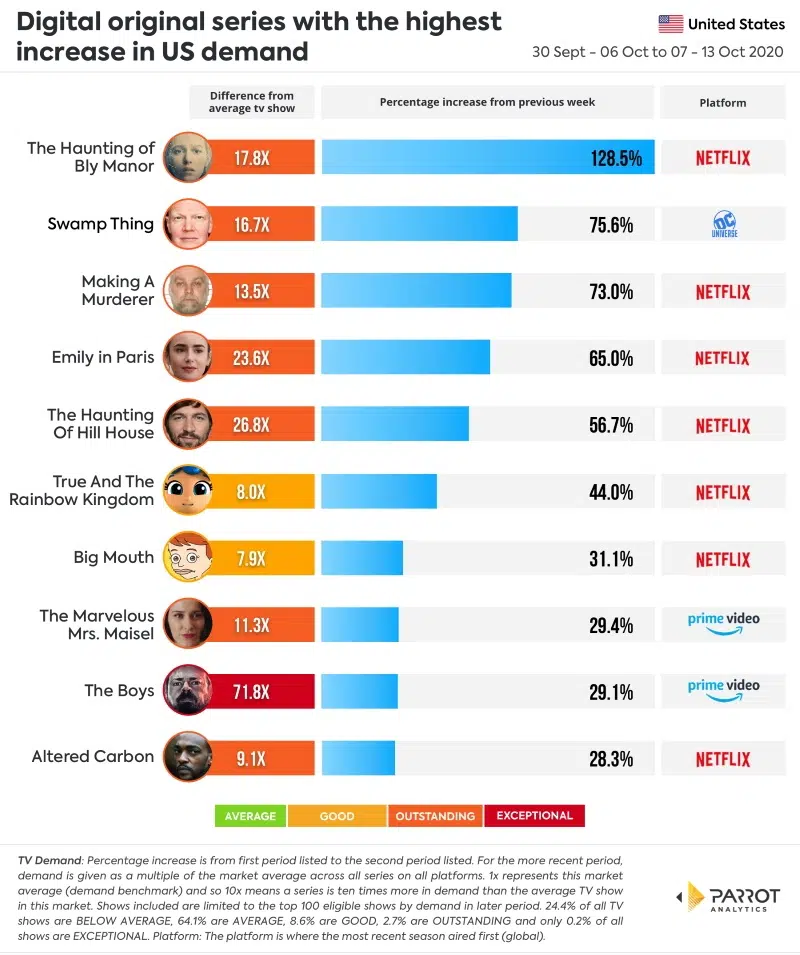 Digital original series with the highest
increase in US demand
United States
30 Sept - 06 Oct to 07 - 13 Oct 2020
Difference from
average tv show
Percentage increase from previous week
Platform
The Haunting of
Bly Manor
17.8X
128.5%
NETFLIX
Swamp Thing
16.7X
75.6%
DC
UNIVERSE
Making A
Murderer
13.5X
73.0%
NETFLIX
Emily in Paris
23.6X
65.0%
NETFLIX
The Haunting
Of Hill House
26.8X
56.7%
NETFLIX
True And The
Rainbow Kingdom
8.0X
44.0%
NETFLIX
Big Mouth
7.9X
31.1%
NETFLIX
The Marvelous
Mrs. Maisel
11.3X
29.4%
prime video
The Boys
71.8X
29.1%
prime video
Altered Carbon
9.1X
28.3%
NETFLIX
AVERAGE GOOD OUTSTANDING EXCEPTIONAL
TV Demand: Percentage increase is from first period listed to the second period listed. For the more recent period,
demand is given as a multiple of the market average across all series on all platforms. 1x represents this market
average (demand benchmark) and so 10x means a series is ten times more in demand than the average TV show
in this market. Shows included are limited to the top 100 eligible shows by demand in later period. 24.4% of all TV
shows are BELOW AVERAGE, 64.1% are AVERAGE, 8.6% are GOOD, 2.7% are OUTSTANDING and only 0.2% of all
shows are EXCEPTIONAL. Platform: The platform is where the most recent season aired first (global).
PARROT
ANALYTICS